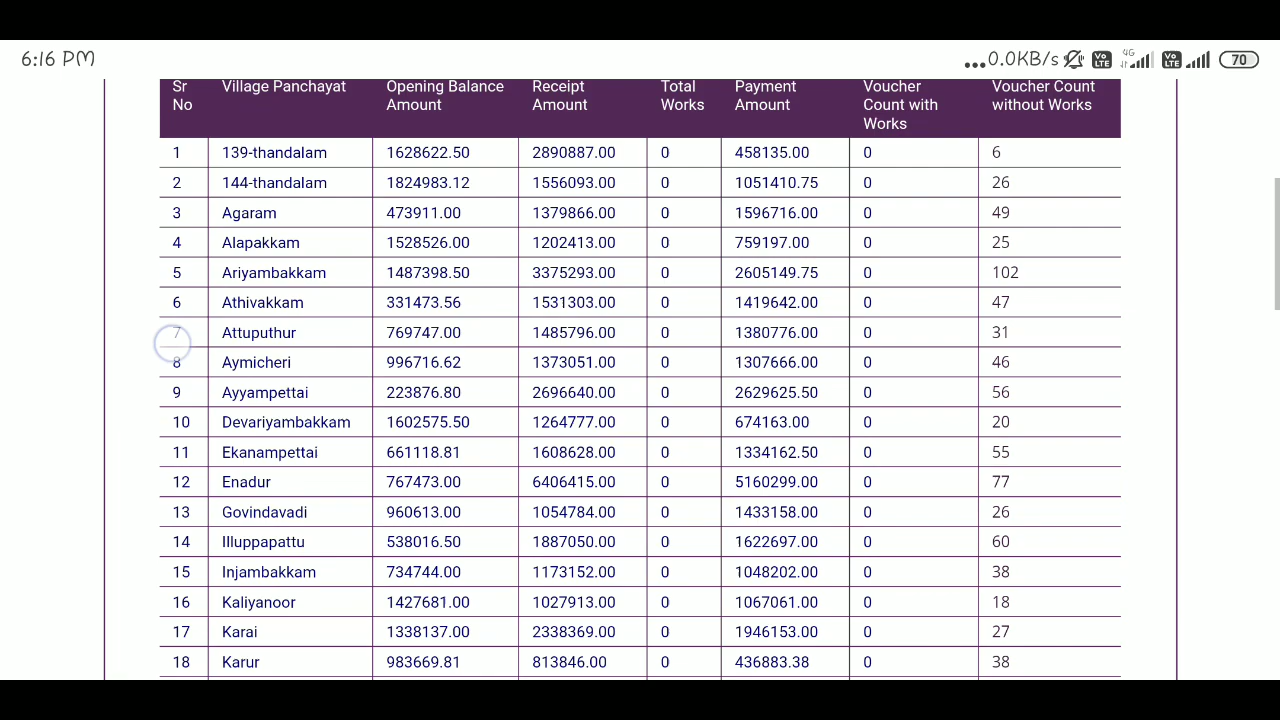 6:16 PM ...0.0KB/s 4G Vo LTE Vo LTE 70
Sr No Village Panchayat Opening Balance Amount Receipt Amount Total Works Payment Amount Voucher Count with Works Voucher Count without Works
1 139-thandalam 1628622.50 2890887.00 0 458135.00 0 6
2 144-thandalam 1824983.12 1556093.00 0 1051410.75 0 26
3 Agaram 473911.00 1379866.00 0 1596716.00 0 49
4 Alapakkam 1528526.00 1202413.00 0 759197.00 0 25
5 Ariyambakkam 1487398.50 3375293.00 0 2605149.75 0 102
6 Athivakkam 331473.56 1531303.00 0 1419642.00 0 47
7 Attuputhur 769747.00 1485796.00 0 1380776.00 0 31
8 Aymicheri 996716.62 1373051.00 0 1307666.00 0 46
9 Ayyampettai 223876.80 2696640.00 0 2629625.50 0 56
10 Devariyambakkam 1602575.50 1264777.00 0 674163.00 0 20
11 Ekanampettai 661118.81 1608628.00 0 1334162.50 0 55
12 Enadur 767473.00 6406415.00 0 5160299.00 0 77
13 Govindavadi 960613.00 1054784.00 0 1433158.00 0 26
14 Illuppapattu 538016.50 1887050.00 0 1622697.00 0 60
15 Injambakkam 734744.00 1173152.00 0 1048202.00 0 38
16 Kaliyanoor 1427681.00 1027913.00 0 1067061.00 0 18
17 Karai 1338137.00 2338369.00 0 1946153.00 0 27
18 Karur 983669.81 813846.00 0 436883.38 0 38